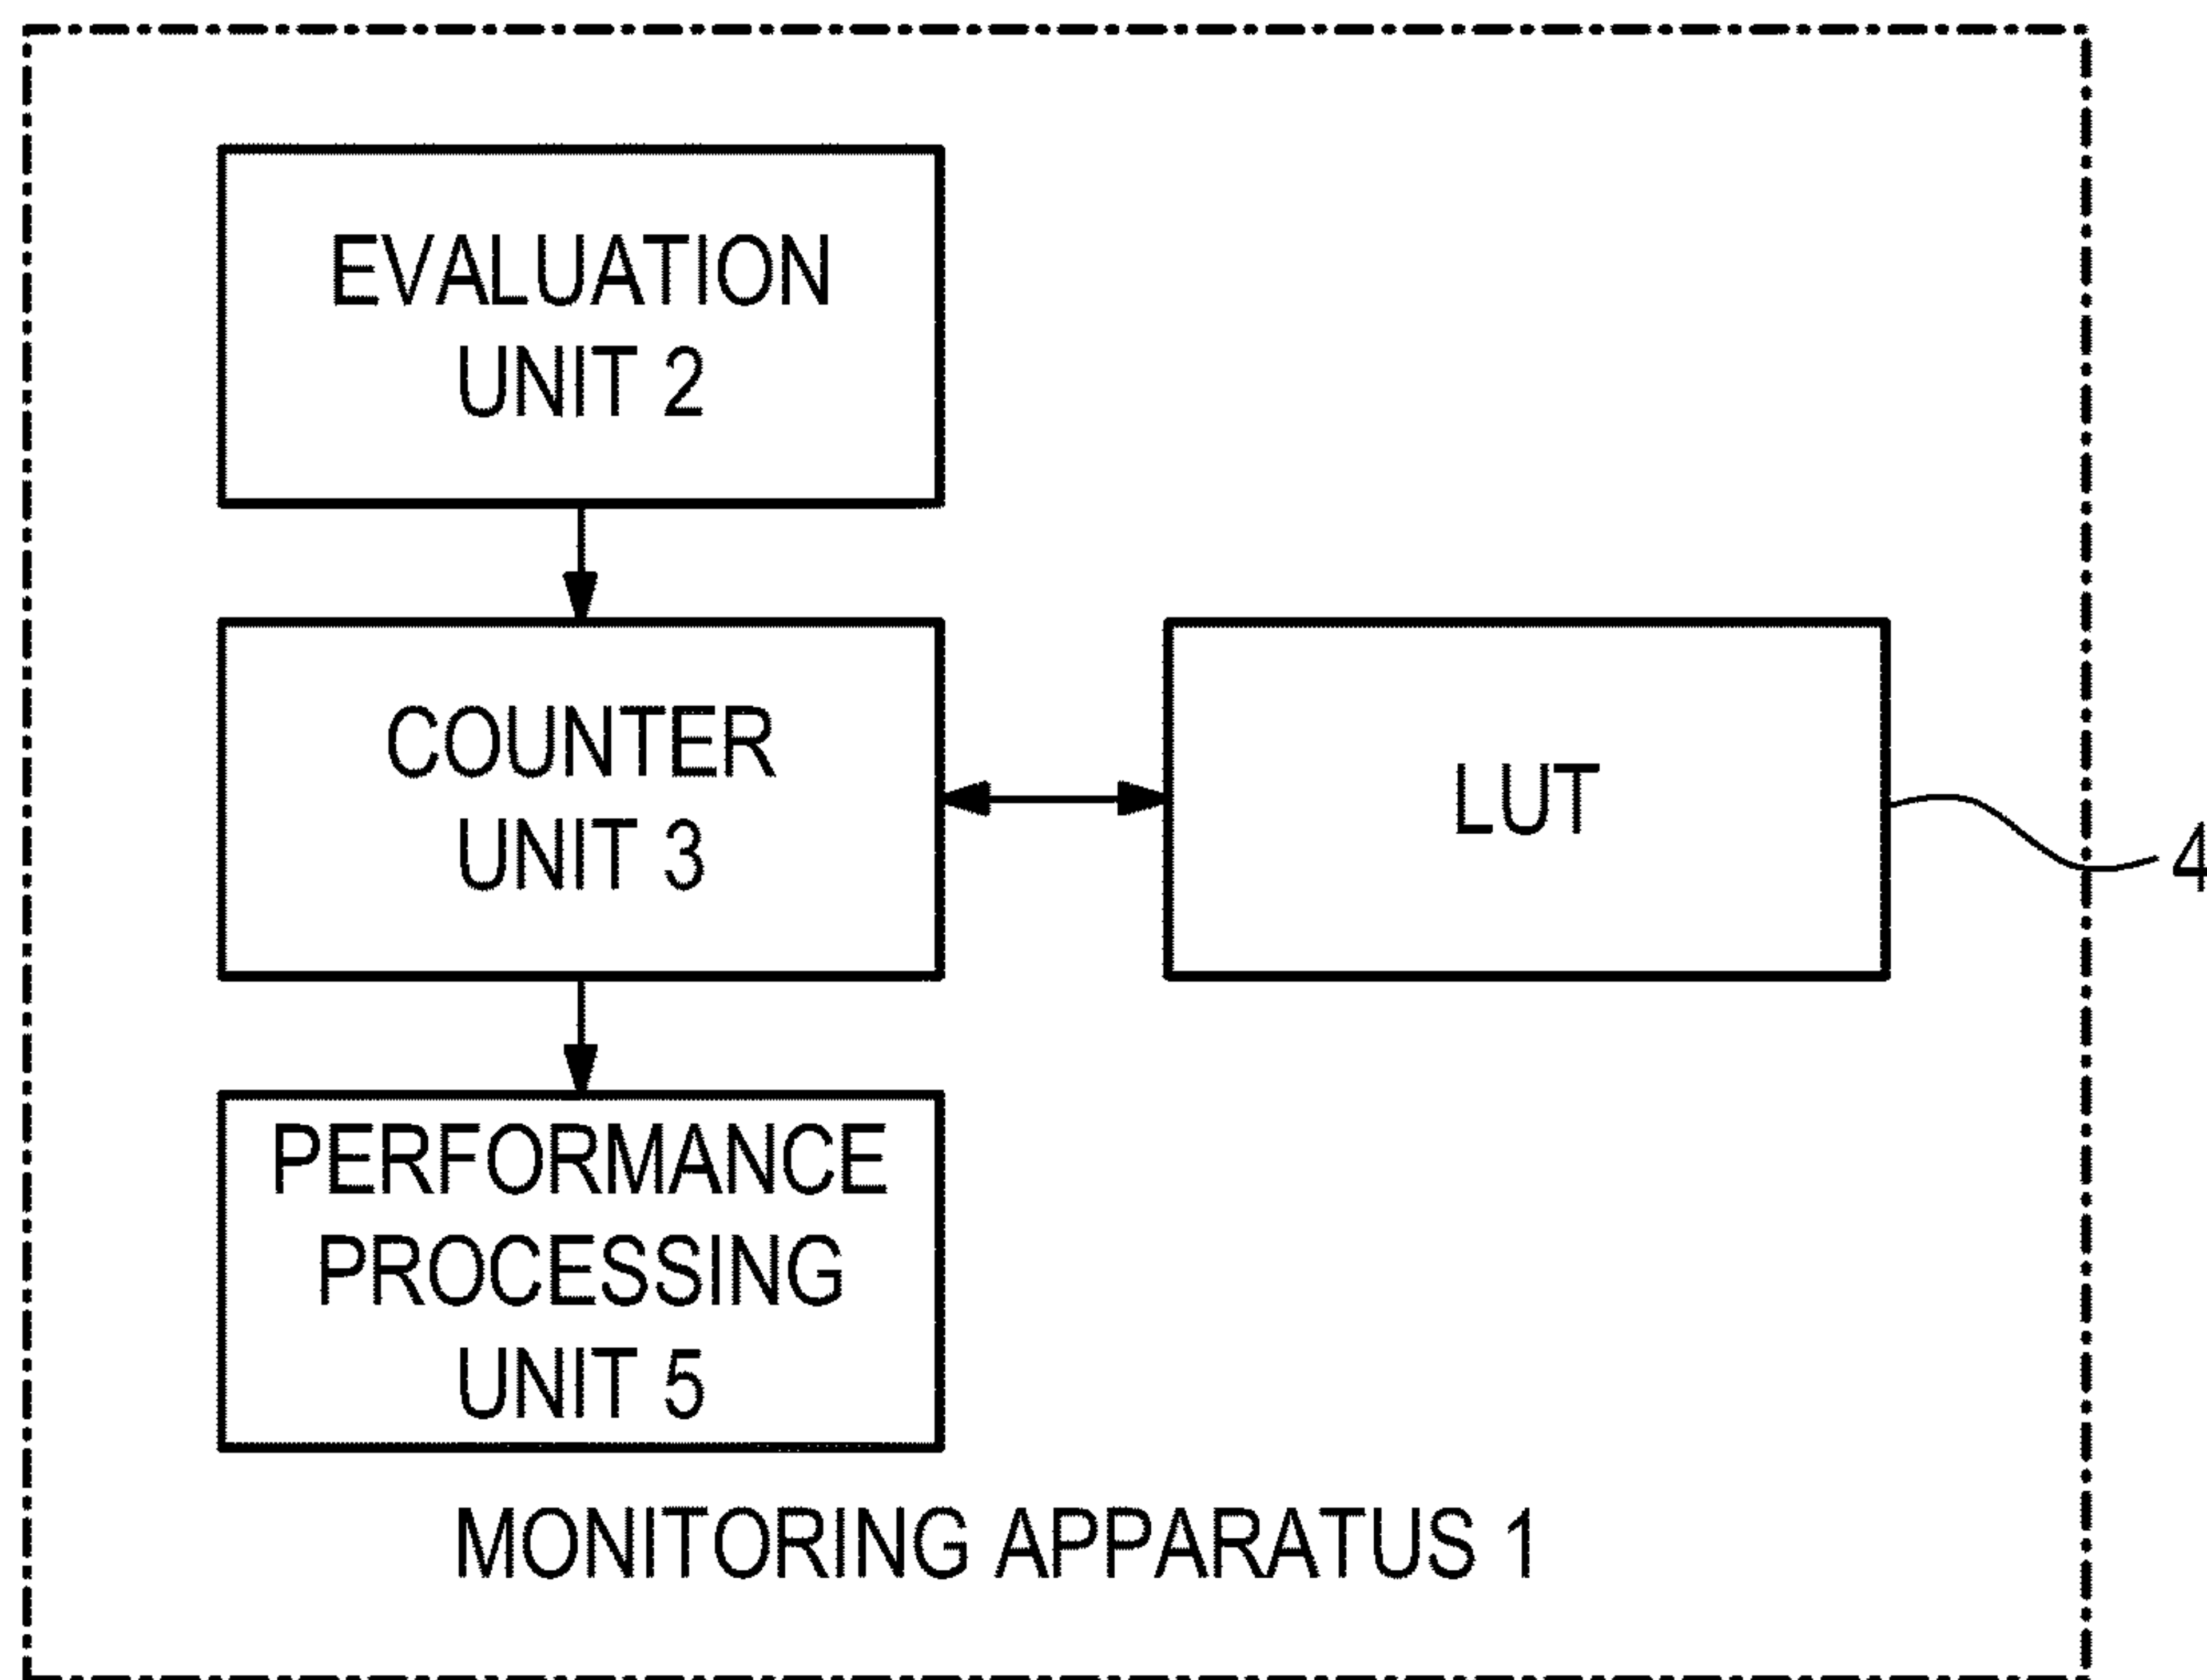 EVALUATION
UNIT 2
COUNTER
UNIT 3
LUT
4
PERFORMANCE
PROCESSING
UNIT 5
MONITORING APPARATUS 1